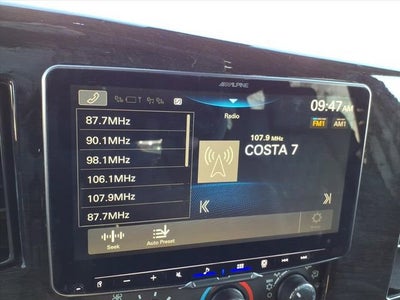 ALPINE
09:47 AM
Radio
FM1 AM1
87.7MHz
90.1MHz
98.1MHz
106.1MHz
107.9MHz
87.7MHz
107.9 MHz
COSTA 7
Seek
Auto Preset